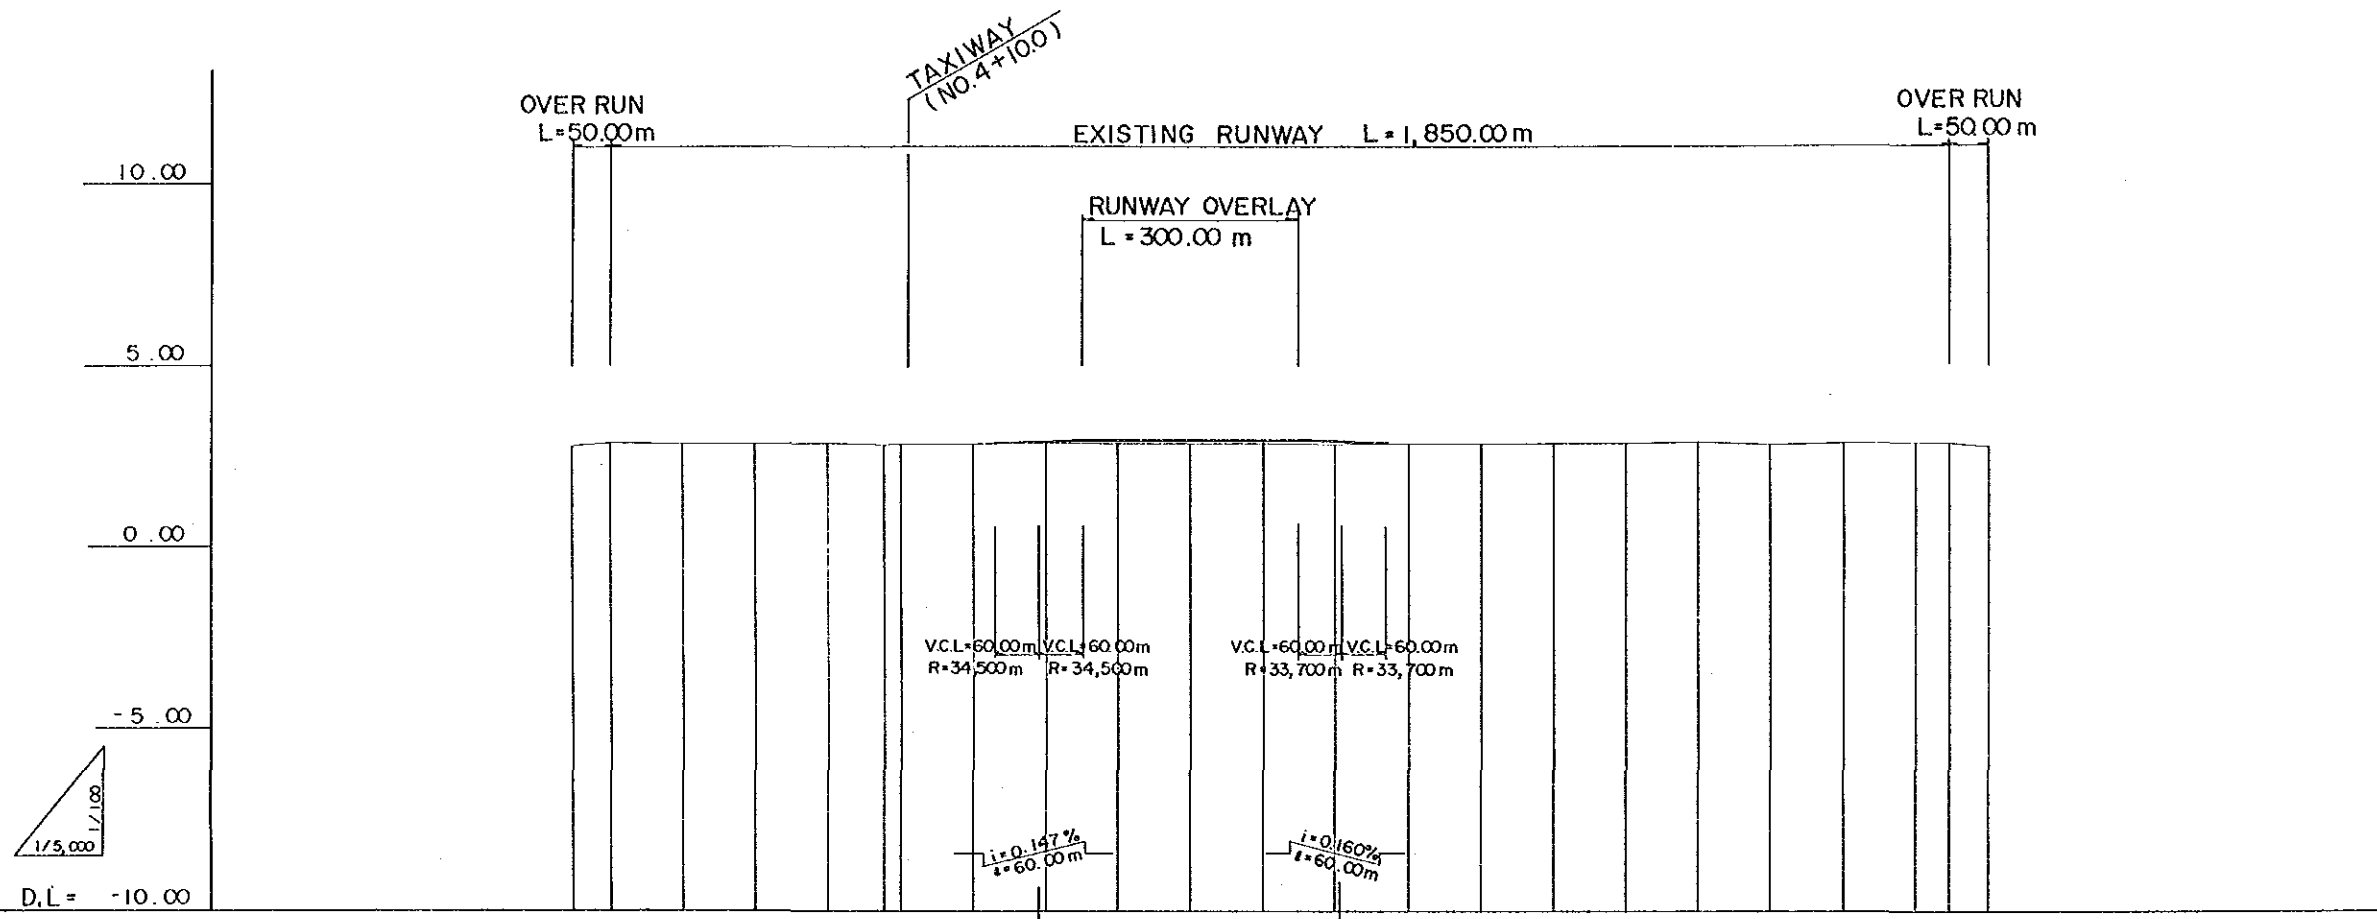 TAXIWAY
(NO.4+10.0)
OVER RUN
L=50.00m
EXISTING RUNWAY L=1,850.00m
OVER RUN
L=50.00m
10.00
RUNWAY OVERLAY
L=300.00 m
5.00
0.00
V.C.L=60.00m V.C.L=60.00m
R=34,500m R=34,500m
V.C.L=60.00m V.C.L=60.00m
R=33,700m R=33,700m
-5.00
1/100
1/5,000
i=0.147%
ℓ=60.00m
i=0.160%
ℓ=60.00m
D.L= -10.00